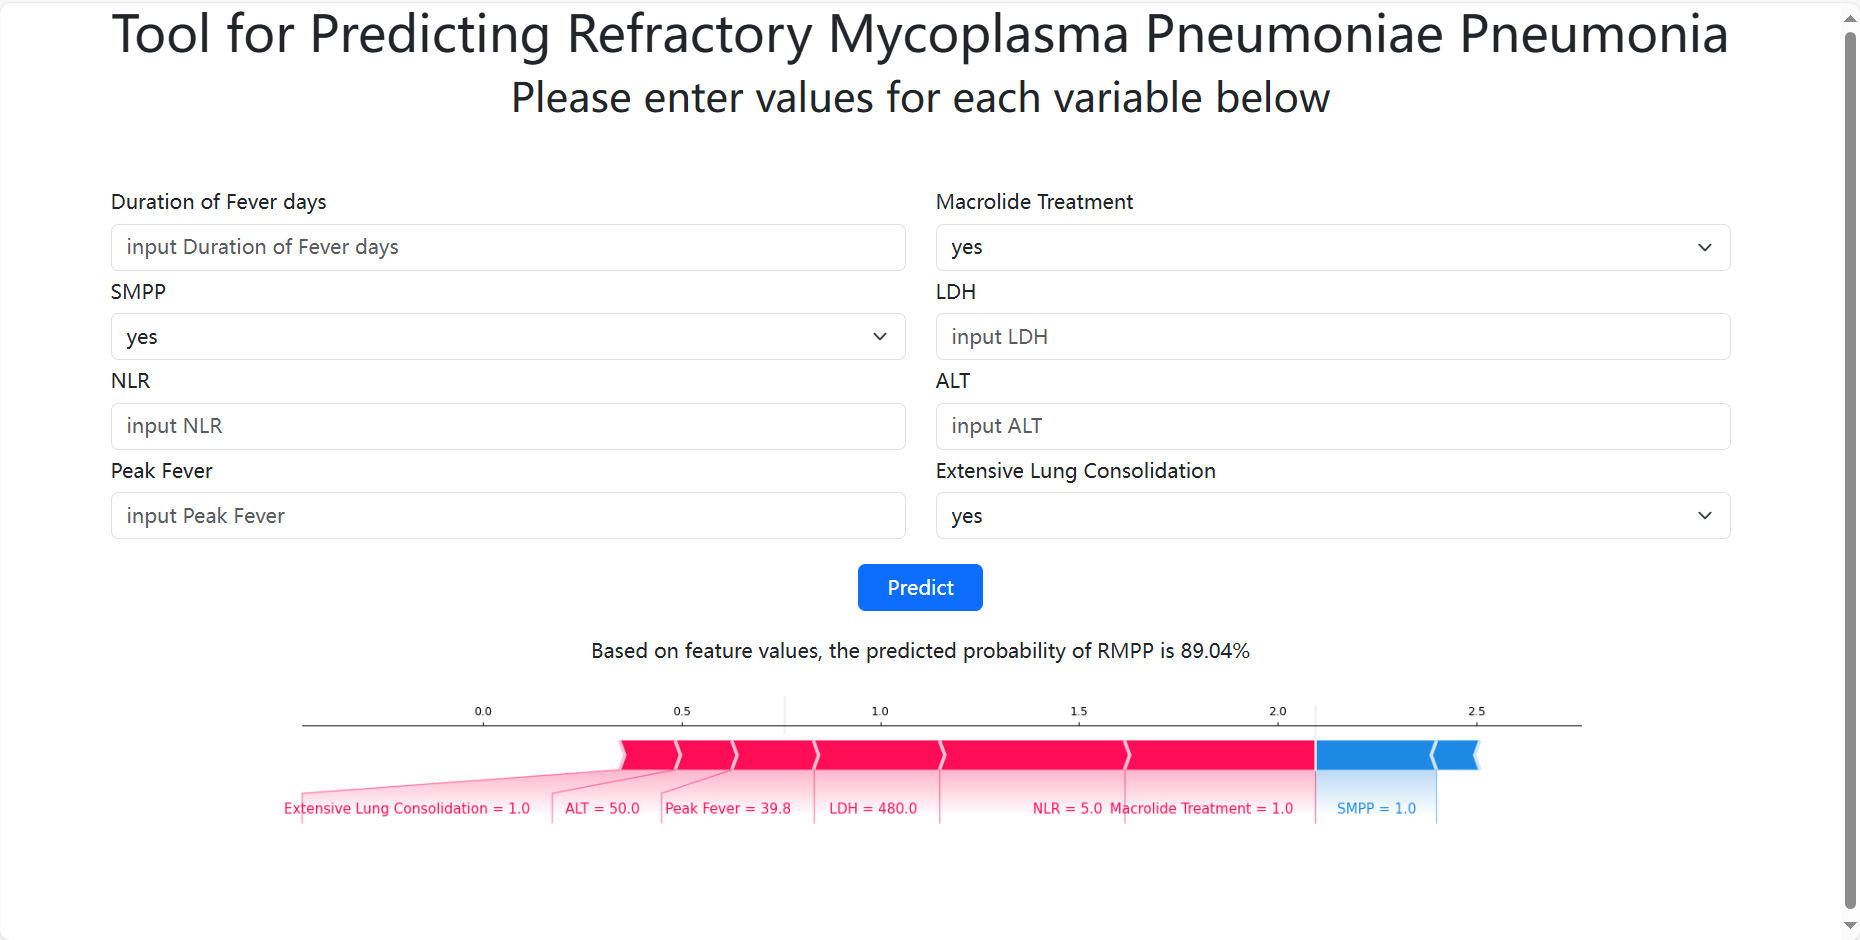 Tool for Predicting Refractory Mycoplasma Pneumoniae Pneumonia
Please enter values for each variable below
Duration of Fever days
Macrolide Treatment
input Duration of Fever days
yes
SMPP
LDH
yes
input LDH
NLR
ALT
input NLR
input ALT
Peak Fever
Extensive Lung Consolidation
input Peak Fever
yes
Predict
Based on feature values, the predicted probability of RMPP is 89.04%
0.0 0.5 1.0 1.5 2.0 2.5
Extensive Lung Consolidation = 1.0 ALT = 50.0 Peak Fever = 39.8 LDH = 480.0 NLR = 5.0 Macrolide Treatment = 1.0 SMPP = 1.0